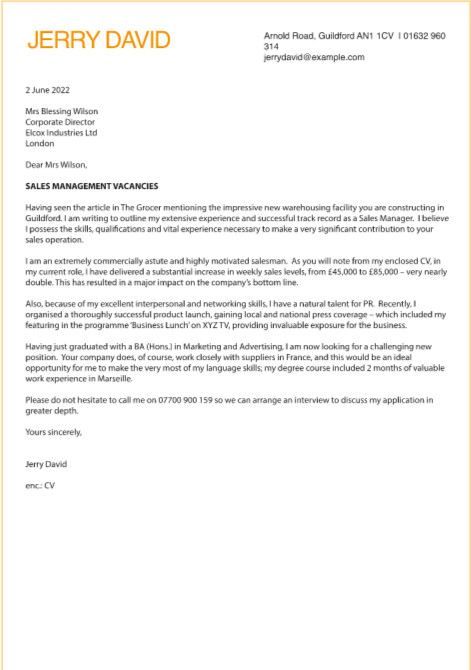 JERRY DAVID
Arnold Road, Guildford AN1 1CV | 01632 960
314
jerrydavid@example.com
2 June 2022
Mrs Blessing Wilson
Corporate Director
Elcox Industries Ltd
London
Dear Mrs Wilson,
SALES MANAGEMENT VACANCIES
Having seen the article in The Grocer mentioning the impressive new warehousing facility you are constructing in
Guildford. I am writing to outline my extensive experience and successful track record as a Sales Manager. I believe
I possess the skills, qualifications and vital experience necessary to make a very significant contribution to your
sales operation.
I am an extremely commercially astute and highly motivated salesman. As you will note from my enclosed CV, in
my current role, I have delivered a substantial increase in weekly sales levels, from £45,000 to £85,000 – very nearly
double. This has resulted in a major impact on the company's bottom line.
Also, because of my excellent interpersonal and networking skills, I have a natural talent for PR. Recently, I
organised a thoroughly successful product launch, gaining local and national press coverage – which included my
featuring in the programme 'Business Lunch' on XYZ TV, providing invaluable exposure for the business.
Having just graduated with a BA (Hons.) in Marketing and Advertising, I am now looking for a challenging new
position. Your company does, of course, work closely with suppliers in France, and this would be an ideal
opportunity for me to make the very most of my language skills; my degree course included 2 months of valuable
work experience in Marseille.
Please do not hesitate to call me on 07700 900 159 so we can arrange an interview to discuss my application in
greater depth.
Yours sincerely,
Jerry David
enc.: CV